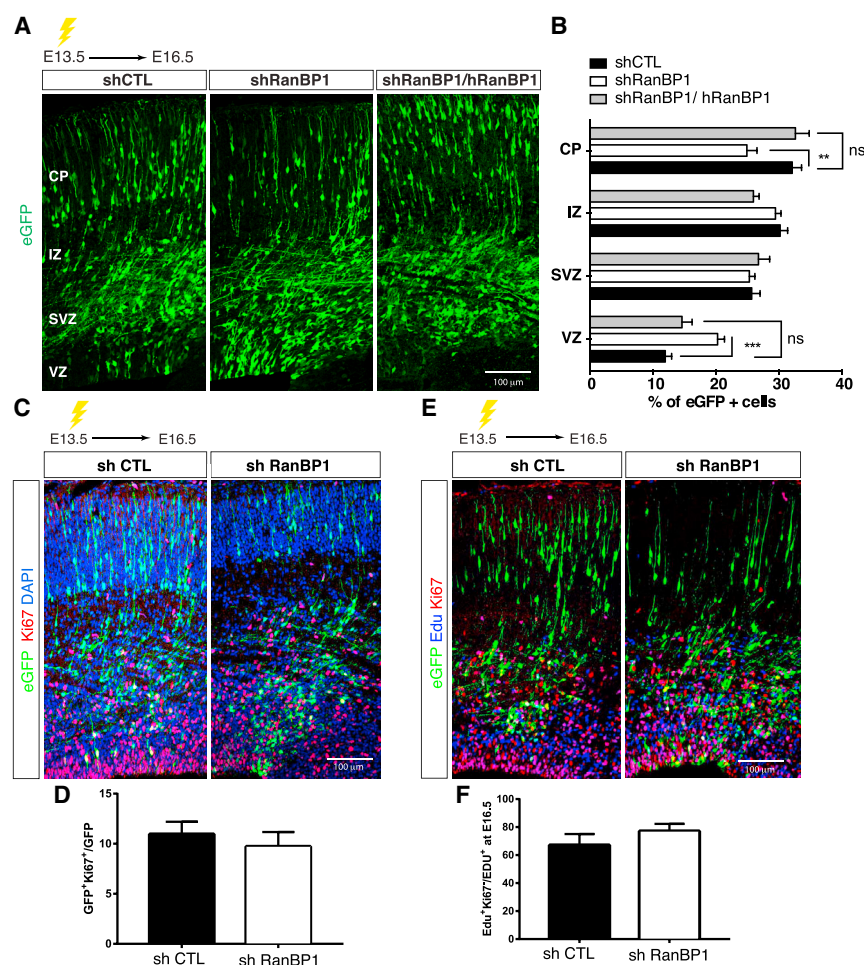 A
E13.5 E16.5
shCTL shRanBP1 shRanBP1/hRanBP1
eGFP
CP
IZ
SVZ
VZ
100 µm
B
shCTL
shRanBP1
shRanBP1/ hRanBP1
CP
IZ
SVZ
VZ
ns
**
ns
***
0 10 20 30 40
% of eGFP + cells
C
E13.5 E16.5
sh CTL sh RanBP1
eGFP Ki67 DAPI
100 µm
D
GFP+Ki67+/GFP
15
10
5
0
sh CTL sh RanBP1
E
E13.5 E16.5
sh CTL sh RanBP1
eGFP Edu Ki67
100 µm
F
Edu+Ki67-/EDU+ at E16.5
100
80
60
40
20
0
sh CTL sh RanBP1